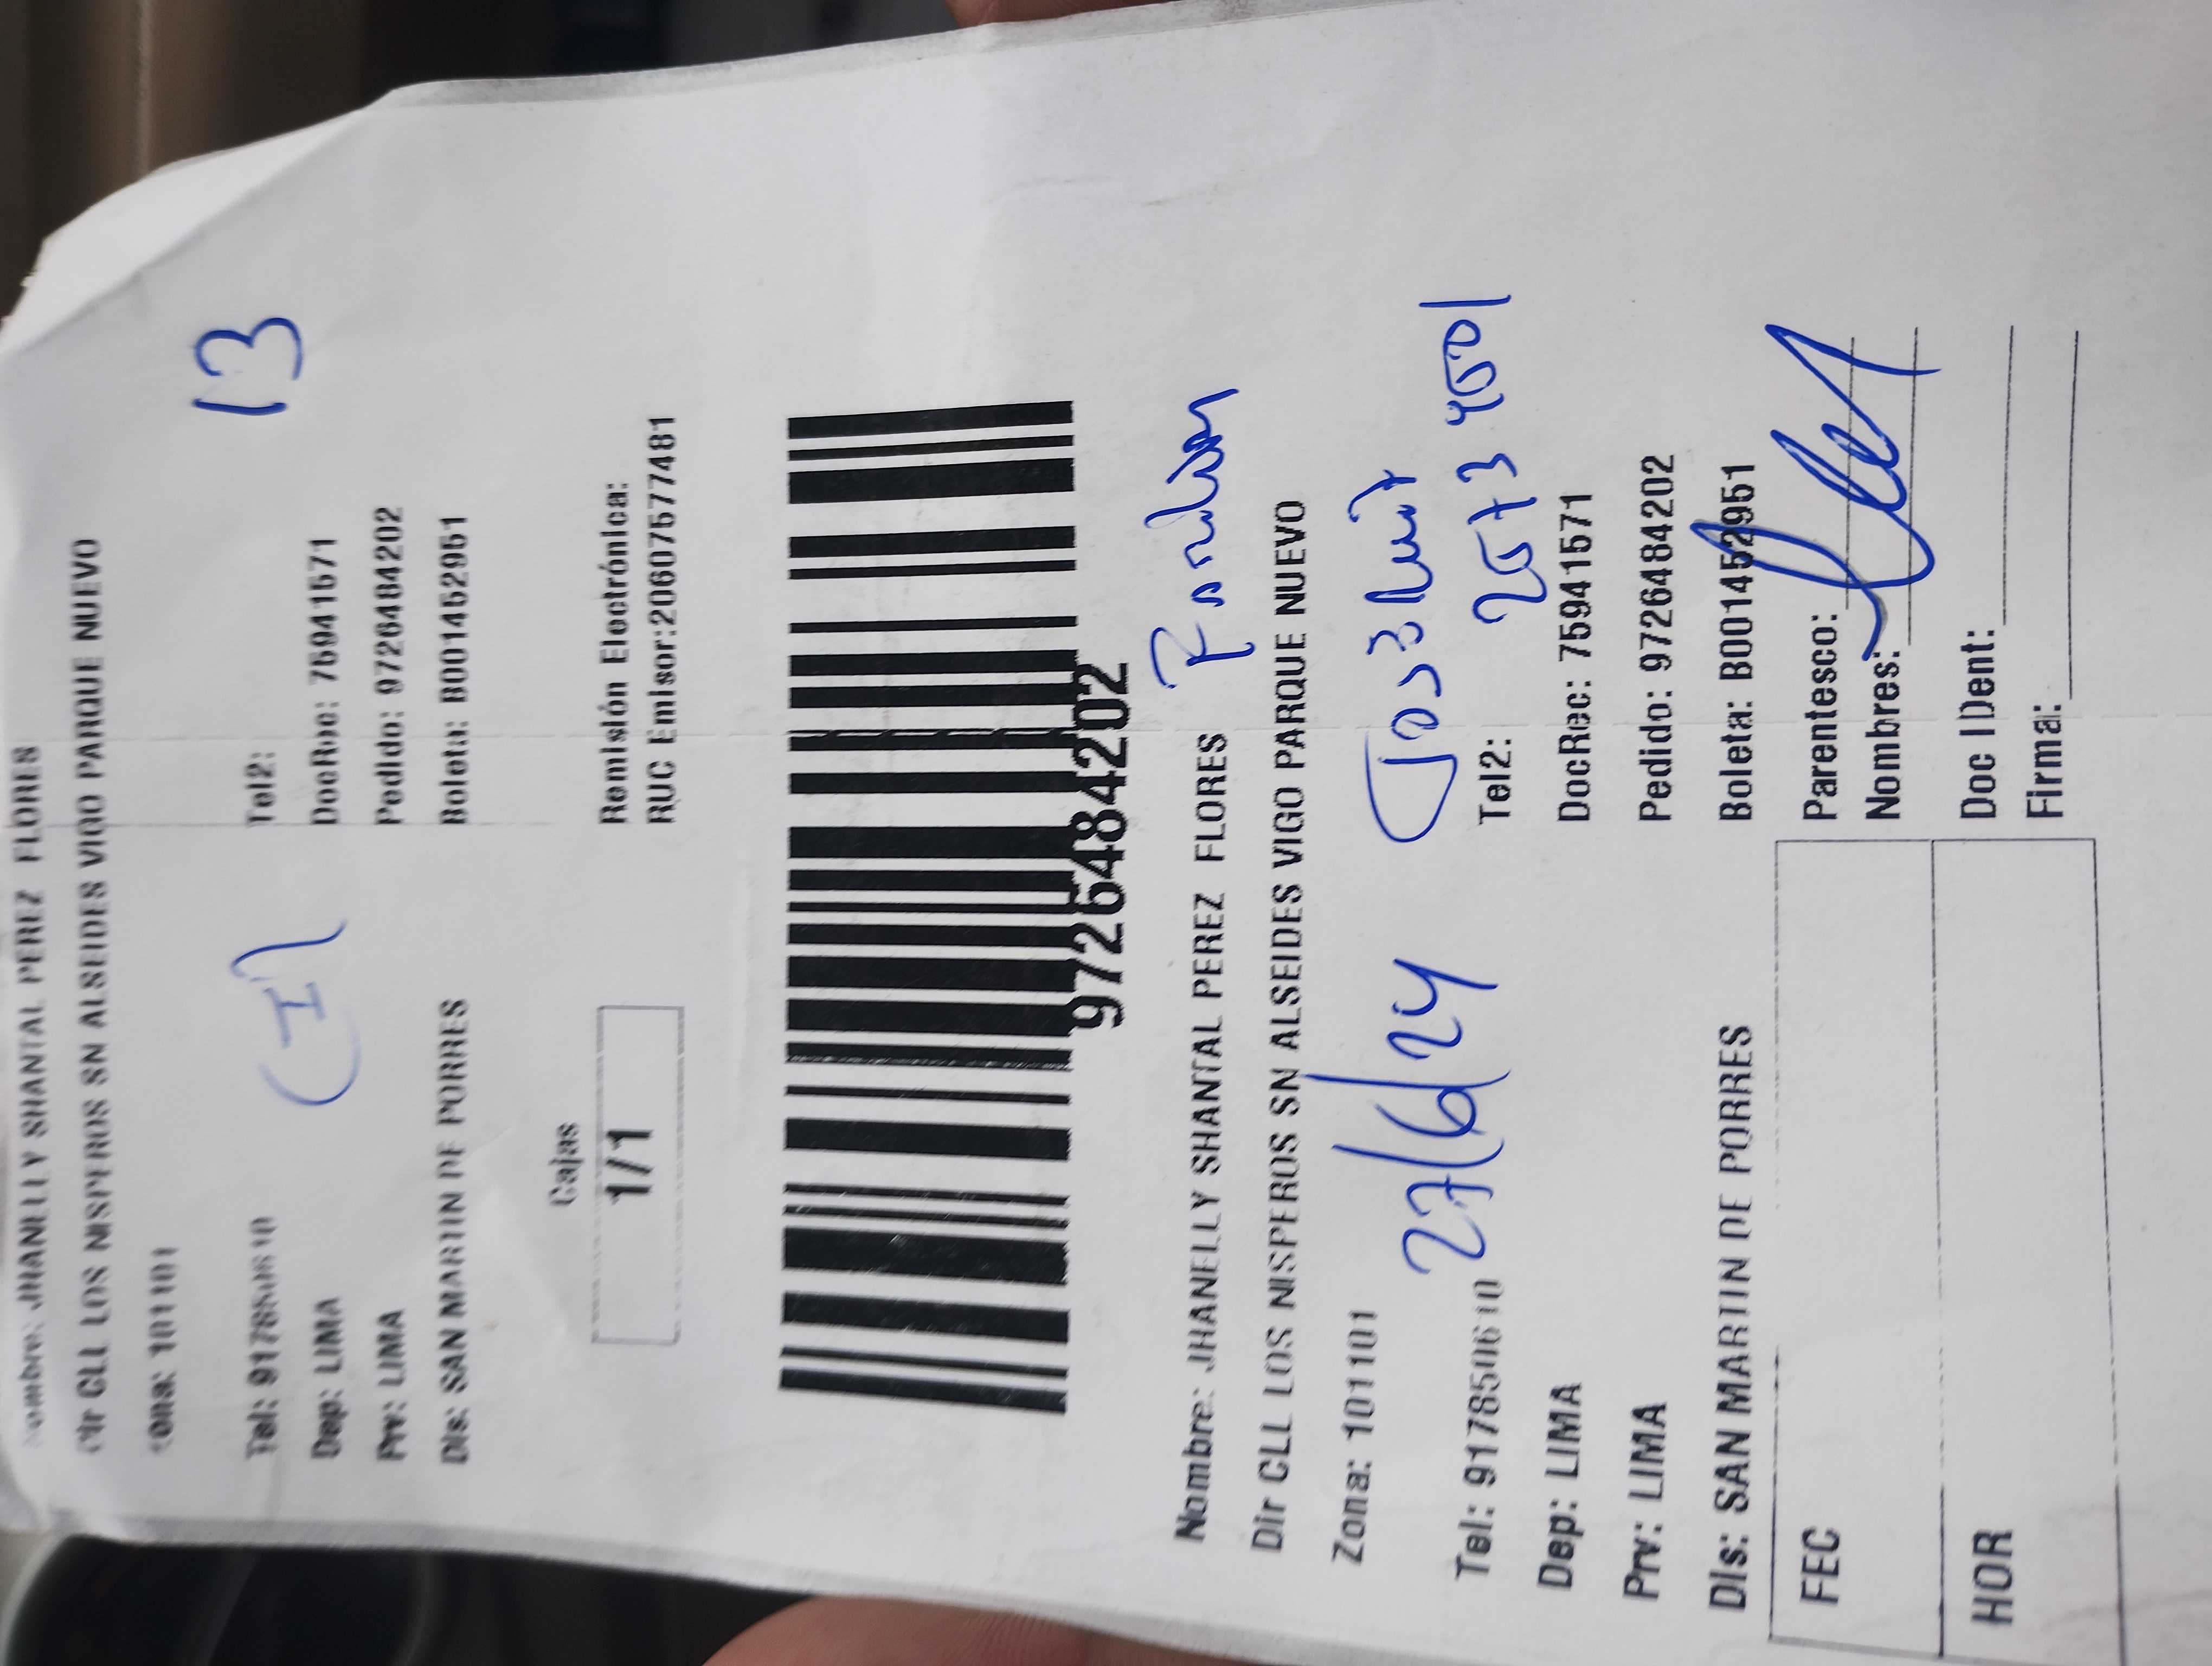 Nombre: JHANELLY SHANTAL PEREZ FLORES
Dir CLL LOS NISPEROS SN ALSEIDES VIGO PARQUE NUEVO
Zona: 101101
13
Tel: 917850610 Tel2:
Dep: LIMA DocRec: 75941571
Prv: LIMA Pedido: 9726484202
Dis: SAN MARTIN DE PORRES Boleta: B001452951
Cajas Remisión Electrónica:
1/1 RUC Emisor:20607577481
9726484202
Nombre: JHANELLY SHANTAL PEREZ FLORES
Dir CLL LOS NISPEROS SN ALSEIDES VIGO PARQUE NUEVO
Zona: 101101
27/6/24
Tel: 917850610 Tel2:
Dep: LIMA DocRec: 75941571
Prv: LIMA Pedido: 9726484202
Dis: SAN MARTIN DE PORRES Boleta: B001452951
FEC Parentesco:
Nombres:
HOR Doc IDent:
Firma: